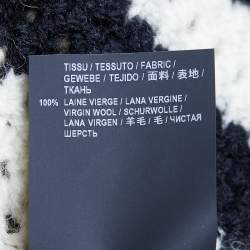 TISSU / TESSUTO / FABRIC /
GEWEBE / TEJIDO / 面料 / 表地 /
ТКАНЬ
100% LAINE VIERGE / LANA VERGINE /
VIRGIN WOOL / SCHURWOLLE /
LANA VIRGEN / 羊毛 / 毛 / ЧИСТАЯ
ШЕРСТЬ